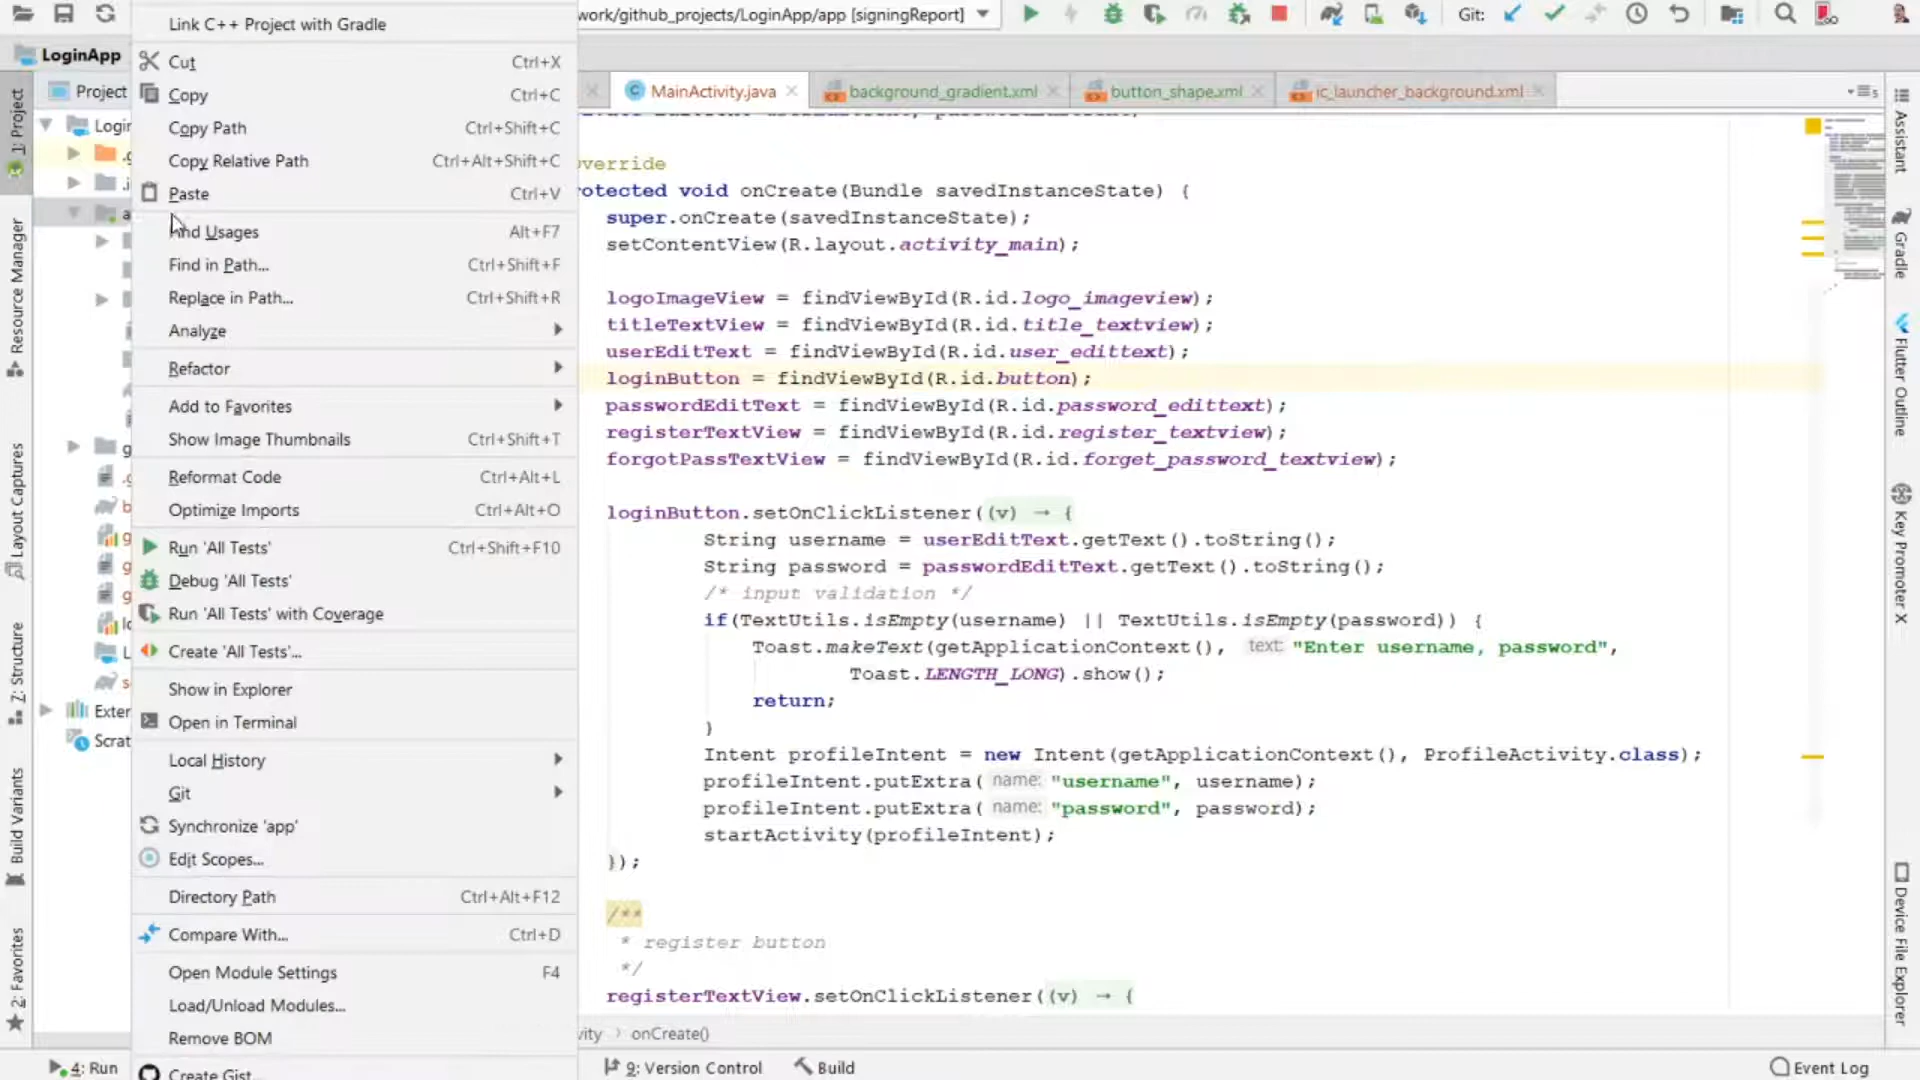 work/github_projects/LoginApp/app [signingReport]
Git:
LoginApp
Project
MainActivity.java
background_gradient.xml
button_shape.xml
ic_launcher_background.xml
1: Project
Resource Manager
Layout Captures
7: Structure
Build Variants
2: Favorites
Login
Exter
Scrat
Link C++ Project with Gradle
Cut Ctrl+X
Copy Ctrl+C
Copy Path Ctrl+Shift+C
Copy Relative Path Ctrl+Alt+Shift+C
Paste Ctrl+V
Find Usages Alt+F7
Find in Path... Ctrl+Shift+F
Replace in Path... Ctrl+Shift+R
Analyze
Refactor
Add to Favorites
Show Image Thumbnails Ctrl+Shift+T
Reformat Code Ctrl+Alt+L
Optimize Imports Ctrl+Alt+O
Run 'All Tests' Ctrl+Shift+F10
Debug 'All Tests'
Run 'All Tests' with Coverage
Create 'All Tests'...
Show in Explorer
Open in Terminal
Local History
Git
Synchronize 'app'
Edit Scopes...
Directory Path Ctrl+Alt+F12
Compare With... Ctrl+D
Open Module Settings F4
Load/Unload Modules...
Remove BOM
Create Gist...
verride
otected void onCreate(Bundle savedInstanceState) {
super.onCreate(savedInstanceState);
setContentView(R.layout.activity_main);
logoImageView = findViewById(R.id.logo_imageview);
titleTextView = findViewById(R.id.title_textview);
userEditText = findViewById(R.id.user_edittext);
loginButton = findViewById(R.id.button);
passwordEditText = findViewById(R.id.password_edittext);
registerTextView = findViewById(R.id.register_textview);
forgotPassTextView = findViewById(R.id.forget_password_textview);
loginButton.setOnClickListener((v) → {
String username = userEditText.getText().toString();
String password = passwordEditText.getText().toString();
/* input validation */
if(TextUtils.isEmpty(username) || TextUtils.isEmpty(password)) {
Toast.makeText(getApplicationContext(), text: "Enter username, password",
Toast.LENGTH_LONG).show();
return;
}
Intent profileIntent = new Intent(getApplicationContext(), ProfileActivity.class);
profileIntent.putExtra( name: "username", username);
profileIntent.putExtra( name: "password", password);
startActivity(profileIntent);
});
/**
* register button
*/
registerTextView.setOnClickListener((v) → {
vity › onCreate()
Assistant
Gradle
Flutter Outline
Key Promoter X
Device File Explorer
4: Run
9: Version Control
Build
Event Log